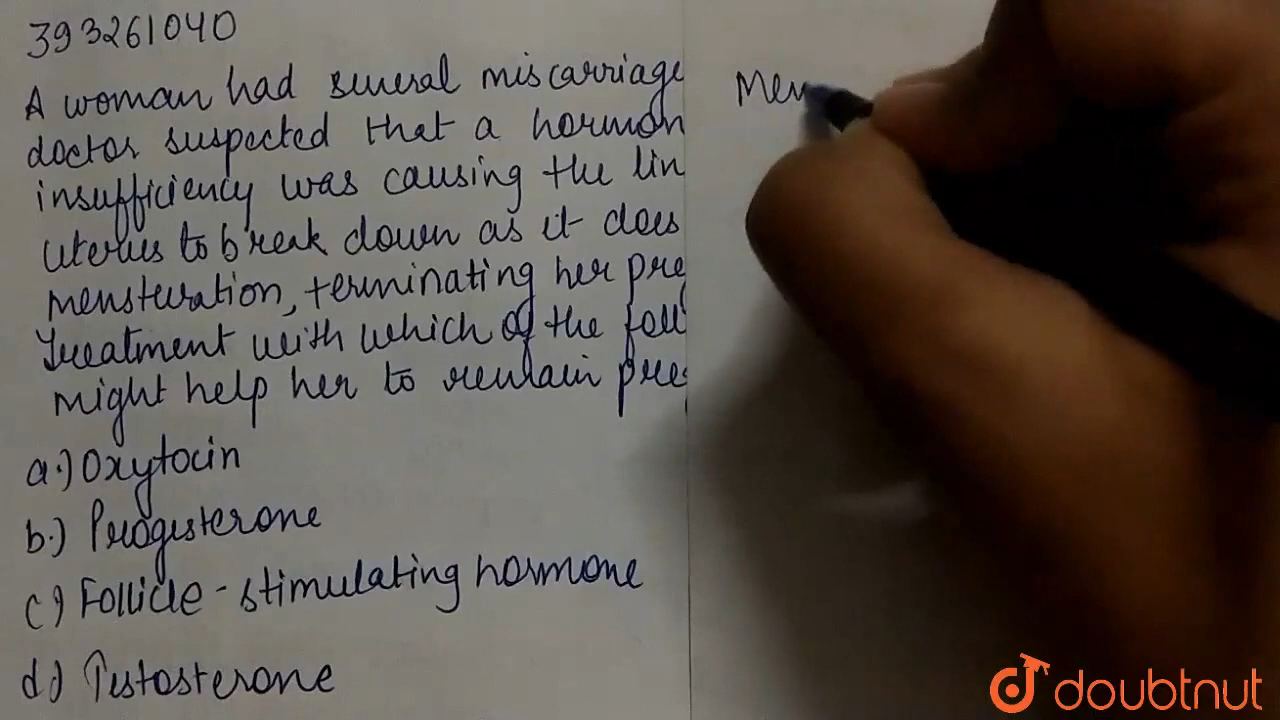 393261040
A woman had several miscarriage
doctor suspected that a hormon
insufficiency was causing the lin
uterus to break down as it does
menstruation, terminating her pre
Treatment with which of the foll
might help her to remain pre
a.) Oxytocin
b.) Progesterone
c) Follicle - stimulating hormone
d.) Testosterone
Men
doubtnut